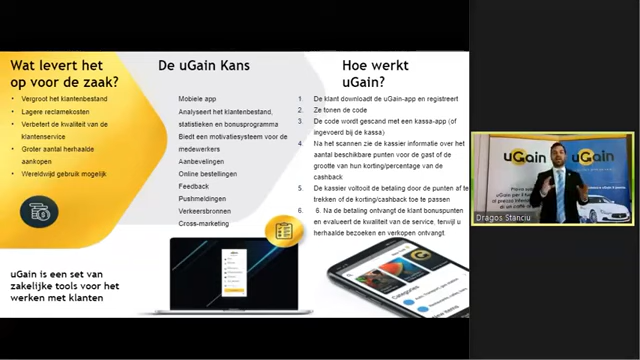 Wat levert het
op voor de zaak?
• Vergroot het klantenbestand
• Lagere reclamekosten
• Verbetert de kwaliteit van de
klantenservice
• Groter aantal herhaalde
aankopen
• Wereldwijd gebruik mogelijk
uGain is een set van
zakelijke tools voor het
werken met klanten
De uGain Kans
Mobiele app
Analyseert het klantenbestand,
statistieken en bonusprogramma
Biedt een motivatiesysteem voor de
medewerkers
Aanbevelingen
Online bestellingen
Feedback
Pushmeldingen
Verkeersbronnen
Cross-marketing
Hoe werkt
uGain?
1. De klant downloadt de uGain-app en registreert
2. Ze tonen de code
3. De code wordt gescand met een kassa-app (of
ingevoerd bij de kassa)
4. Na het scannen zie de kassier informatie over het
aantal beschikbare punten voor de gast of de
grootte van hun korting/percentage van de
cashback
5. De kassier voltooit de betaling door de punten af te
trekken of de korting/cashback toe te passen
6. 6. Na de betaling ontvangt de klant bonuspunten
en evalueert de kwaliteit van de service, terwijl u
herhaalde bezoeken en verkopen ontvangt
Categories
uGain
uGain
Dragos Stanciu